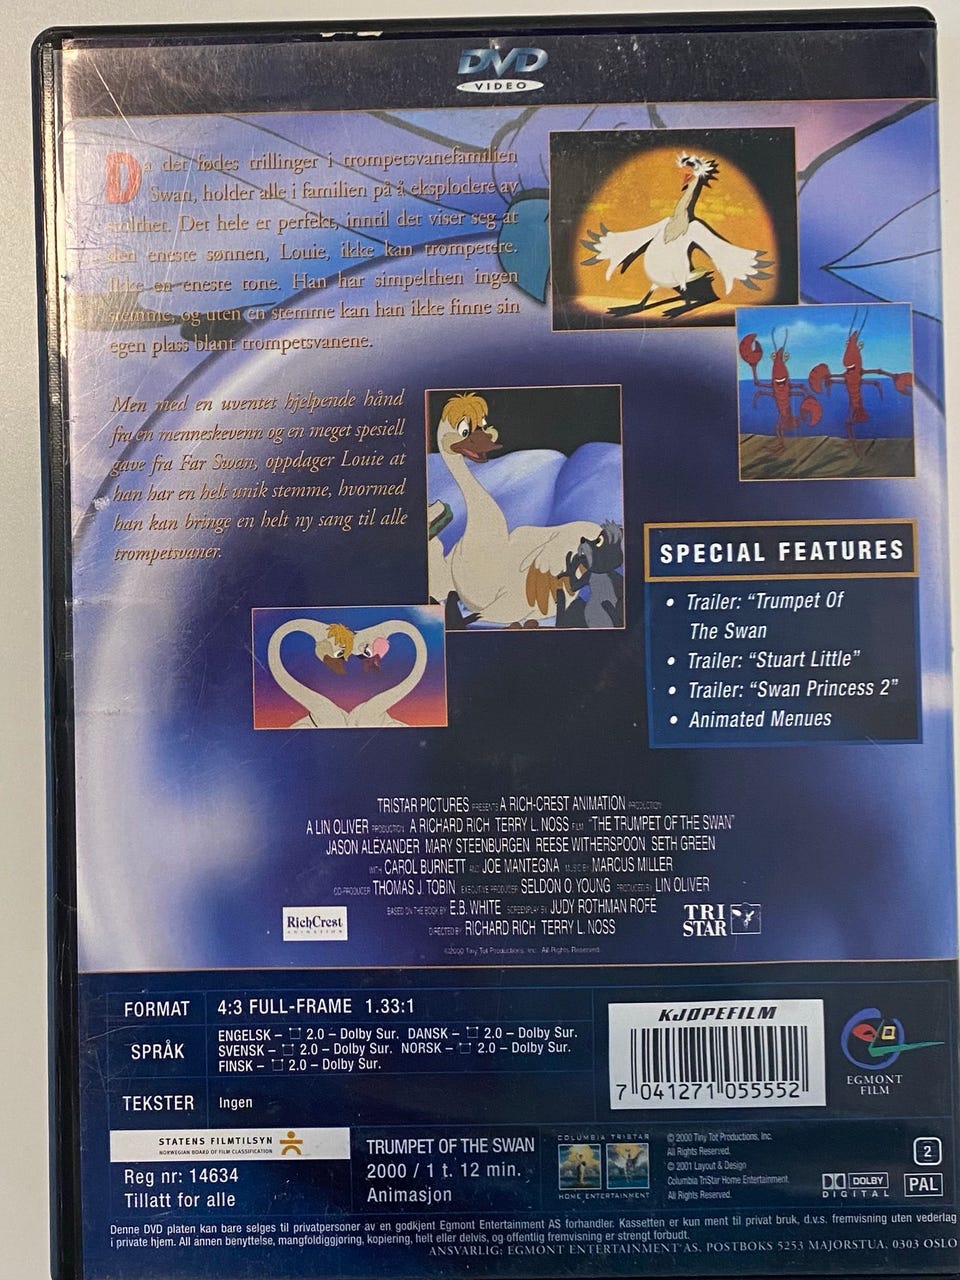 DVD
VIDEO
Da det fødes trillinger i trompetsvanefamilien
Swan, holder alle i familien på å eksplodere av
stolthet. Det hele er perfekt, inntil det viser seg at
den eneste sønnen, Louie, ikke kan trompetere.
Ikke en eneste tone. Han har simpelthen ingen
stemme, og uten en stemme kan han ikke finne sin
egen plass blant trompetsvanene.
Men med en uventet hjelpende hånd
fra en menneskevenn og en meget spesiell
gave fra Far Swan, oppdager Louie at
han har en helt unik stemme, hvormed
han kan bringe en helt ny sang til alle
trompetsvaner.
SPECIAL FEATURES
• Trailer: "Trumpet Of
The Swan
• Trailer: "Stuart Little"
• Trailer: "Swan Princess 2"
• Animated Menues
TRISTAR PICTURES PRESENTS A RICH-CREST ANIMATION PRODUCTION
A LIN OLIVER PRODUCTION A RICHARD RICH TERRY L. NOSS FILM "THE TRUMPET OF THE SWAN"
JASON ALEXANDER MARY STEENBURGEN REESE WITHERSPOON SETH GREEN
WITH CAROL BURNETT AND JOE MANTEGNA MUSIC BY MARCUS MILLER
CO-PRODUCER THOMAS J. TOBIN EXECUTIVE PRODUCER SELDON O. YOUNG PRODUCED BY LIN OLIVER
BASED ON THE BOOK BY E.B. WHITE SCREENPLAY BY JUDY ROTHMAN ROFÉ
DIRECTED BY RICHARD RICH TERRY L. NOSS
©2000 Tiny Tot Productions, Inc. All Rights Reserved.
RichCrest
ANIMATION
TRI
STAR
FORMAT 4:3 FULL-FRAME 1.33:1
SPRÅK
ENGELSK – 2.0 – Dolby Sur. DANSK – 2.0 – Dolby Sur.
SVENSK – 2.0 – Dolby Sur. NORSK – 2.0 – Dolby Sur.
FINSK – 2.0 – Dolby Sur.
TEKSTER Ingen
KJØPEFILM
7 041271 055552
EGMONT
FILM
STATENS FILMTILSYN
NORWEGIAN BOARD OF FILM CLASSIFICATION
Reg nr: 14634
Tillatt for alle
TRUMPET OF THE SWAN
2000 / 1 t. 12 min.
Animasjon
COLUMBIA TRISTAR
HOME ENTERTAINMENT
© 2000 Tiny Tot Productions, Inc.
All Rights Reserved.
© 2001 Layout & Design
Columbia TriStar Home Entertainment.
All Rights Reserved.
DOLBY
DIGITAL
2
PAL
Denne DVD platen kan bare selges til privatpersoner av en godkjent Egmont Entertainment AS forhandler. Kassetten er kun ment til privat bruk, d.v.s. fremvisning uten vederlag
i private hjem. All annen benyttelse, mangfoldiggjøring, kopiering, helt eller delvis, og offentlig fremvisning er strengt forbudt.
ANSVARLIG: EGMONT ENTERTAINMENT AS, POSTBOKS 5253 MAJORSTUA, 0303 OSLO